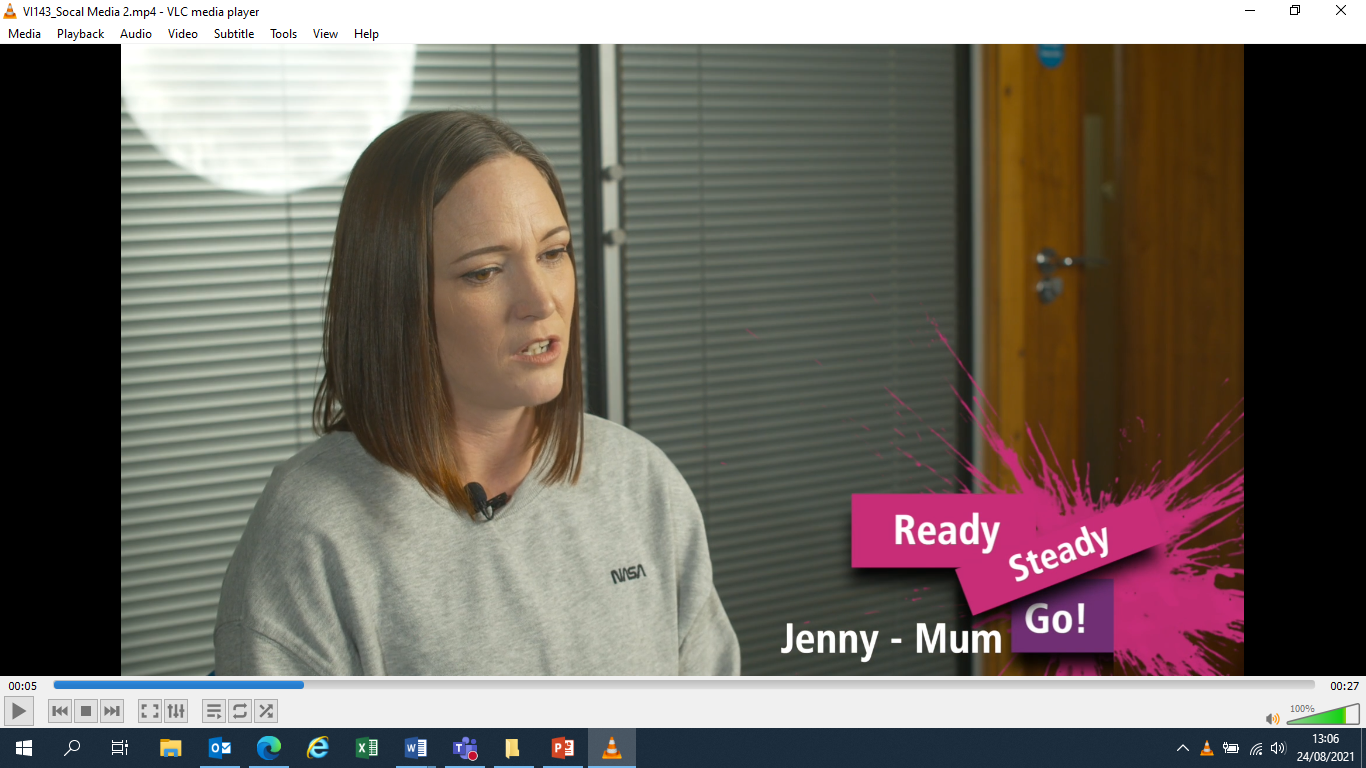 VI143_Socal Media 2.mp4 - VLC media player
Media Playback Audio Video Subtitle Tools View Help
NASA
Ready
Steady
Go!
Jenny - Mum
00:05
00:27
100%
13:06
24/08/2021